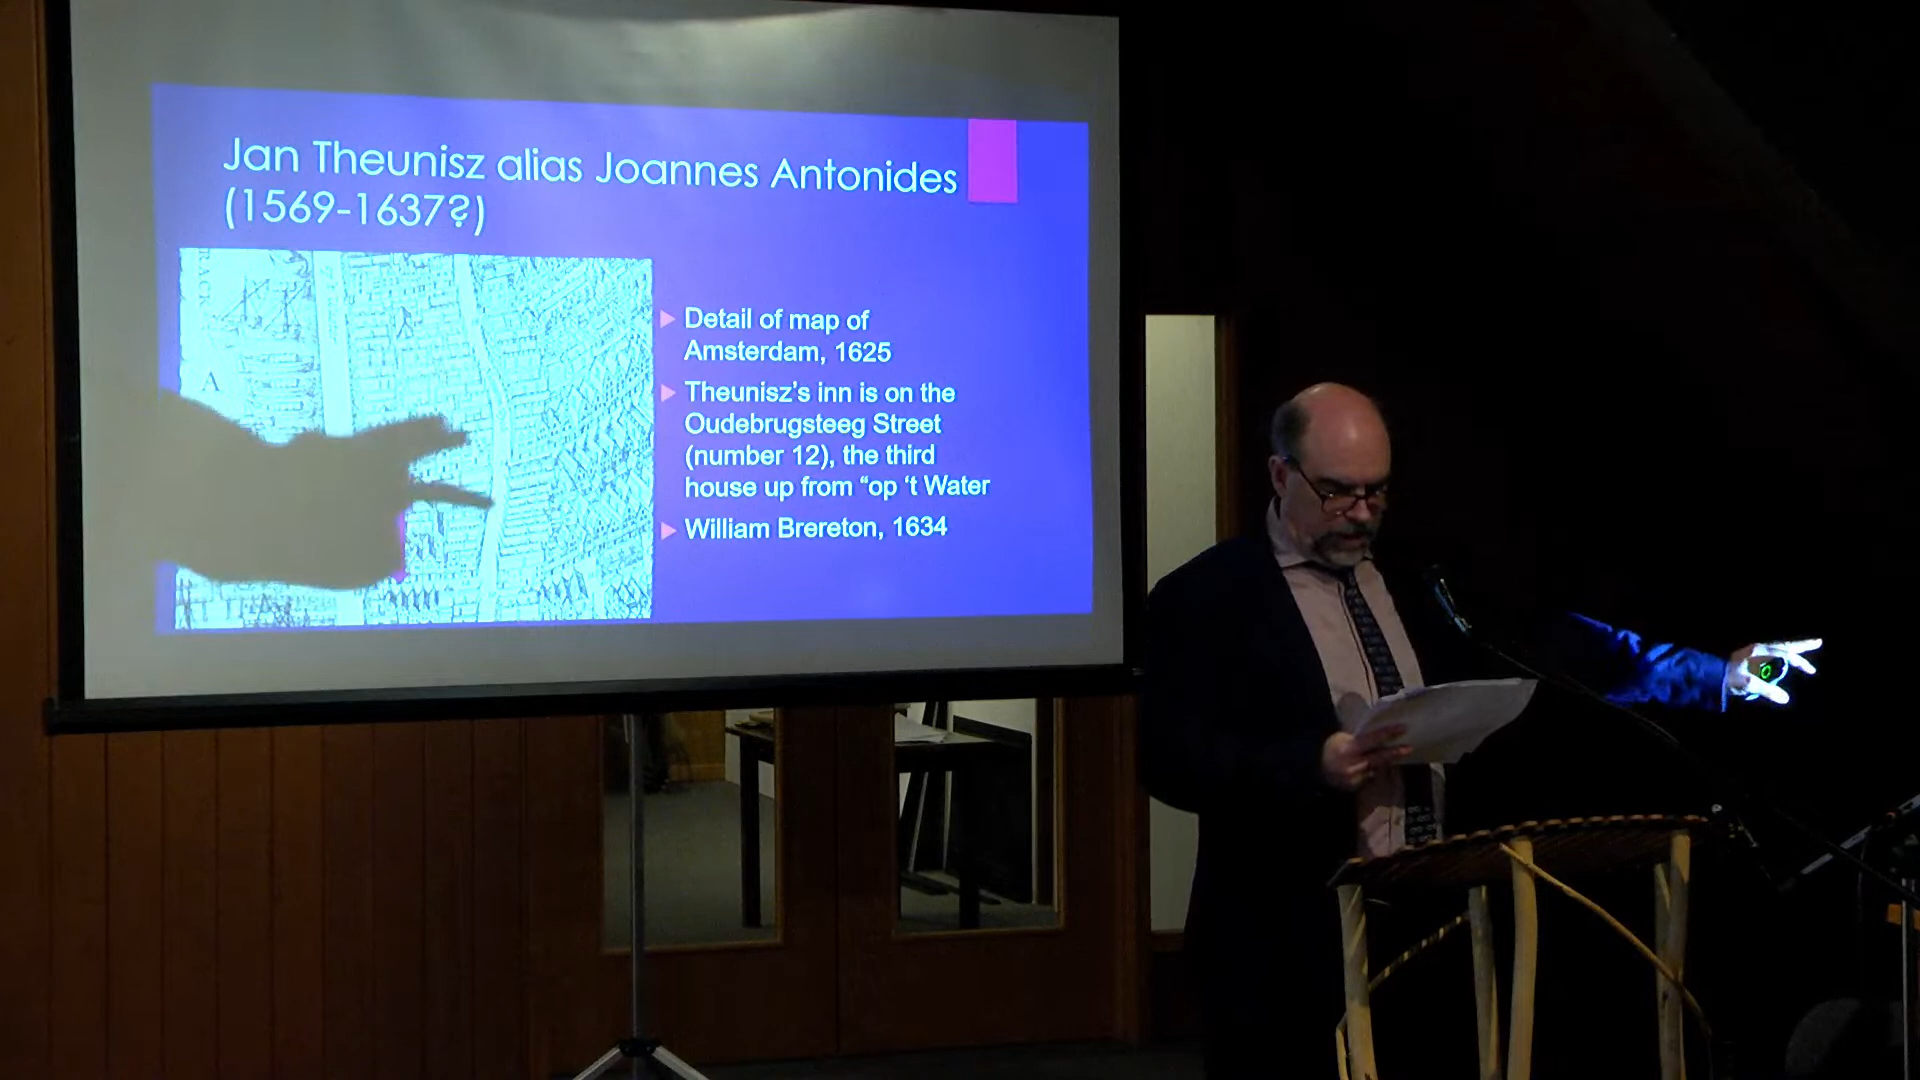 Jan Theunisz alias Joannes Antonides
(1569-1637?)
RACK
A
Detail of map of
Amsterdam, 1625
Theunisz's inn is on the
Oudebrugsteeg Street
(number 12), the third
house up from “op ‘t Water
William Brereton, 1634